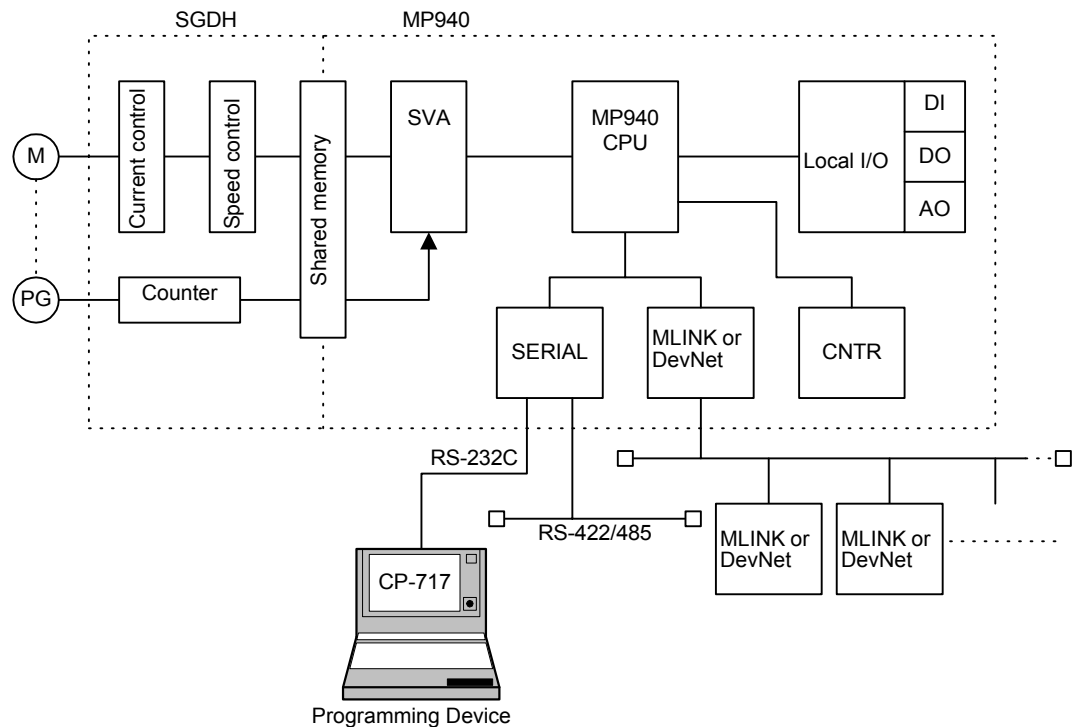 SGDH
MP940
M
Current control
Speed control
Shared memory
SVA
MP940
CPU
Local I/O
DI
DO
AO
PG
Counter
SERIAL
MLINK or
DevNet
CNTR
RS-232C
RS-422/485
MLINK or
DevNet
MLINK or
DevNet
CP-717
Programming Device